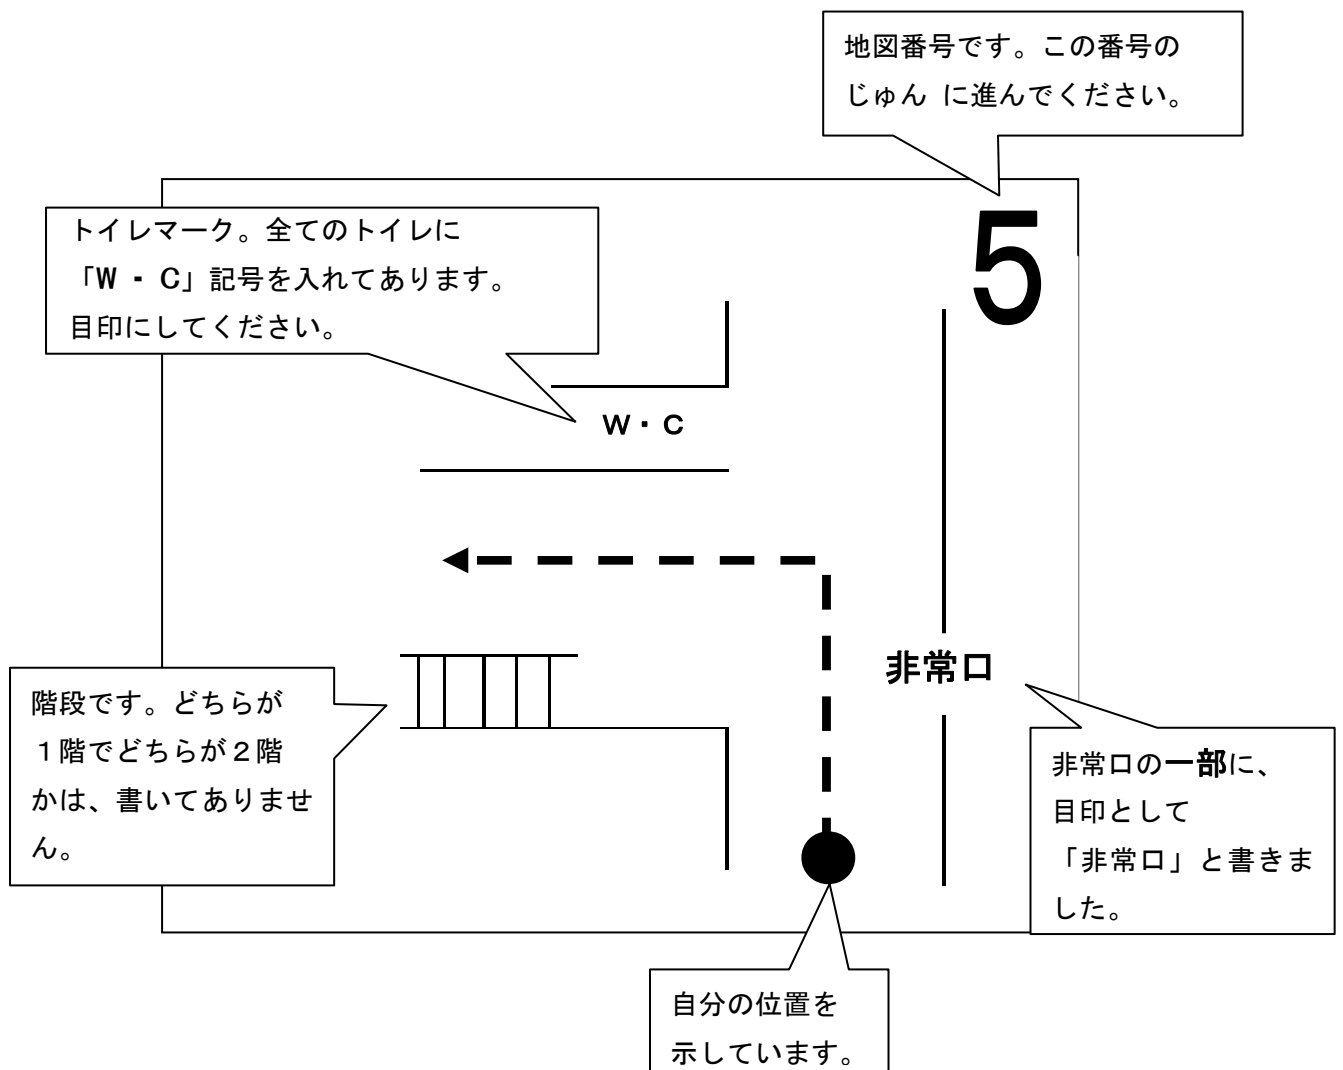 地図番号です。この番号の
じゅん に進んでください。
5
トイレマーク。全てのトイレに
「W ・ C」記号を入れてあります。
目印にしてください。
W・C
非常口
階段です。どちらが
１階でどちらが２階
かは、書いてありませ
ん。
非常口の一部に、
目印として
「非常口」と書きま
した。
自分の位置を
示しています。